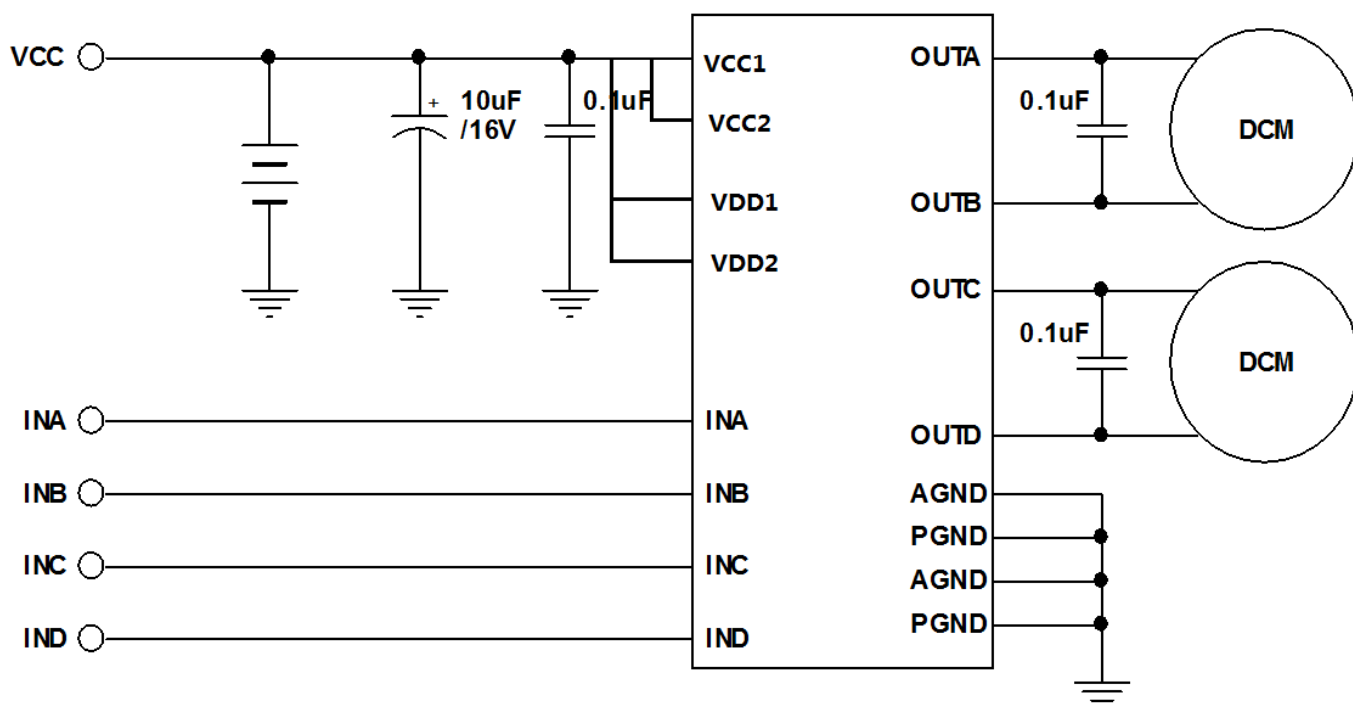 VCC
+ 10uF
/16V
0.1uF
VCC1
VCC2
VDD1
VDD2
INA
INB
INC
IND
INA
INB
INC
IND
OUTA
OUTB
OUTC
OUTD
AGND
PGND
AGND
PGND
0.1uF
DCM
0.1uF
DCM